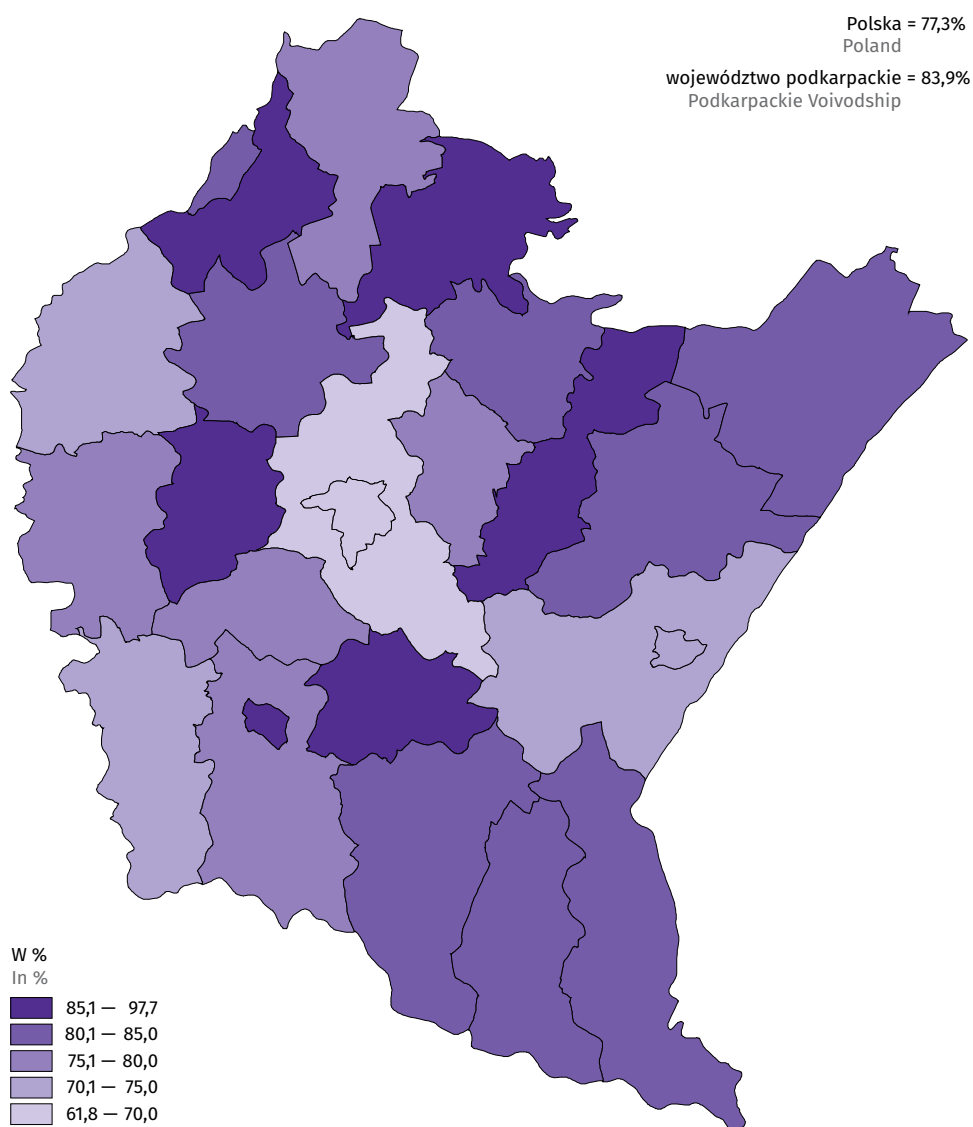 Polska = 77,3%
Poland
województwo podkarpackie = 83,9%
Podkarpackie Voivodship
W %
In %
85,1 — 97,7
80,1 — 85,0
75,1 — 80,0
70,1 — 75,0
61,8 — 70,0